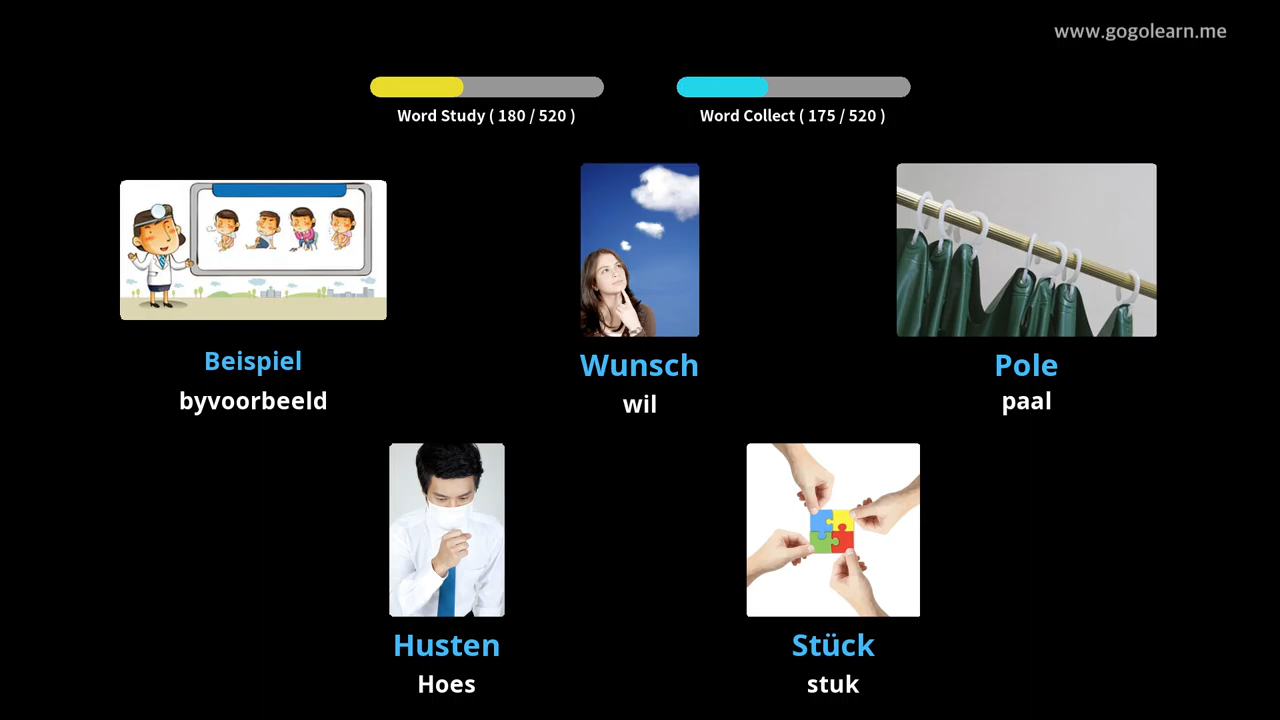 www.gogolearn.me
Word Study ( 180 / 520 )
Word Collect ( 175 / 520 )
Beispiel
byvoorbeeld
Wunsch
wil
Pole
paal
Husten
Hoes
Stück
stuk